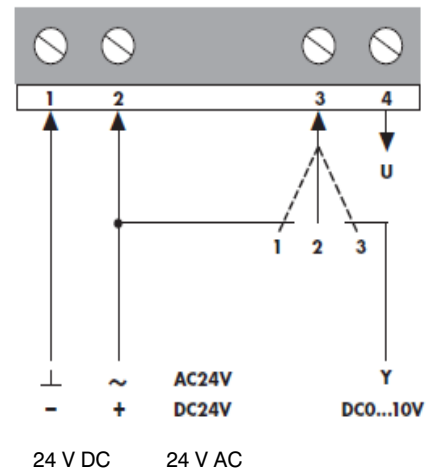 1 2 3 4
U
1 2 3
⊥ ~ AC24V Y
- + DC24V DC0...10V
24 V DC 24 V AC